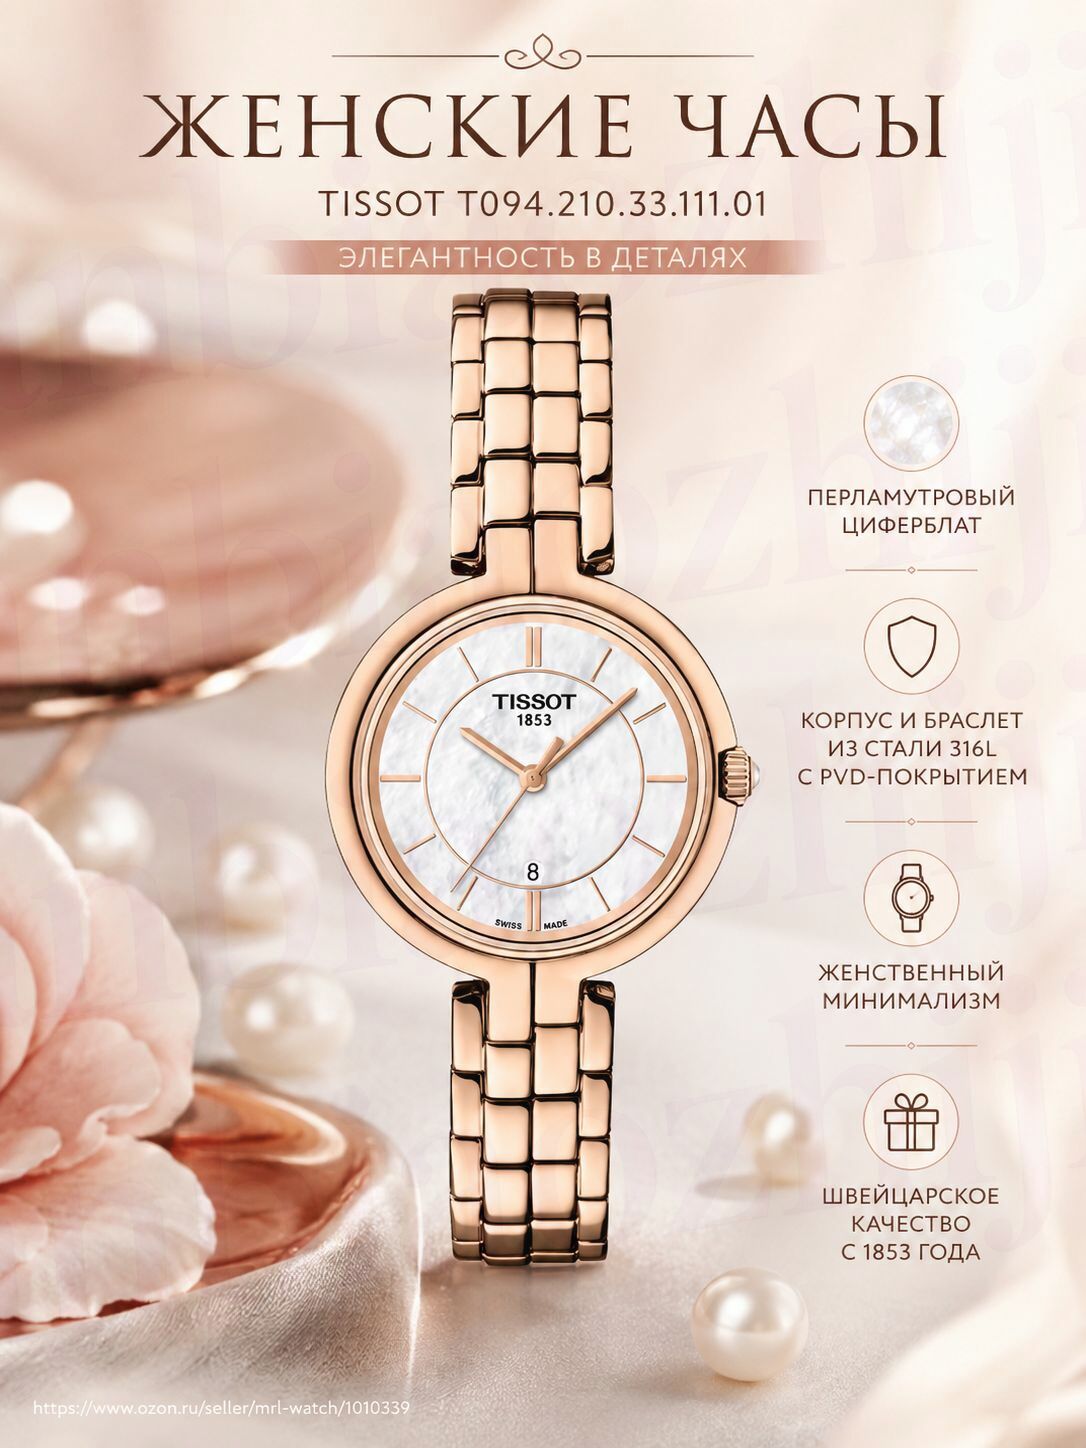 ЖЕНСКИЕ ЧАСЫ
TISSOT T094.210.33.111.01
ЭЛЕГАНТНОСТЬ В ДЕТАЛЯХ
TISSOT
1853
8
SWISS MADE
ПЕРЛАМУТРОВЫЙ
ЦИФЕРБЛАТ
КОРПУС И БРАСЛЕТ
ИЗ СТАЛИ 316L
С PVD-ПОКРЫТИЕМ
ЖЕНСТВЕННЫЙ
МИНИМАЛИЗМ
ШВЕЙЦАРСКОЕ
КАЧЕСТВО
С 1853 ГОДА
https://www.ozon.ru/seller/mrl-watch/1010339